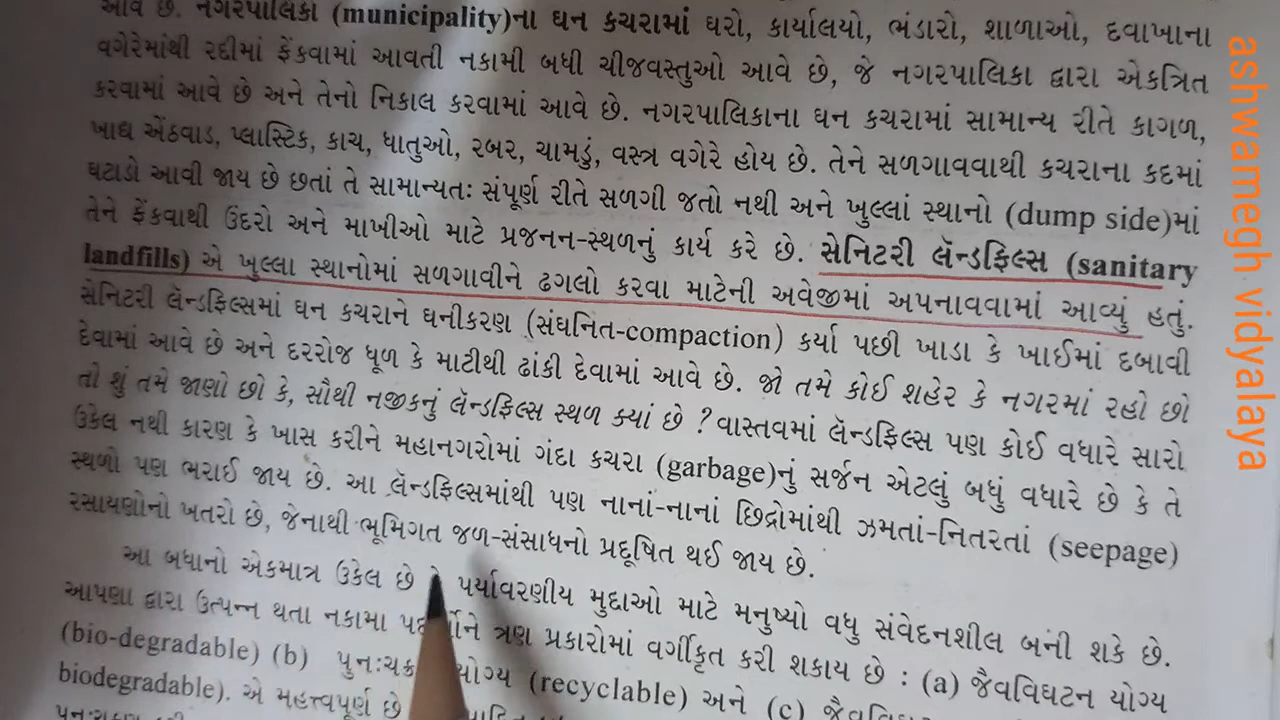 આવે છે. નગરપાલિકા (municipality)ના ઘન કચરામાં ઘરો, કાર્યાલયો, ભંડારો, શાળાઓ, દવાખાના
વગેરેમાંથી રદ્દીમાં ફેંકવામાં આવતી નકામી બધી ચીજવસ્તુઓ આવે છે, જે નગરપાલિકા દ્વારા એકત્રિત
કરવામાં આવે છે અને તેનો નિકાલ કરવામાં આવે છે. નગરપાલિકાના ઘન કચરામાં સામાન્ય રીતે કાગળ,
ખાદ્ય એંઠવાડ, પ્લાસ્ટિક, કાચ, ધાતુઓ, રબર, ચામડું, વસ્ત્ર વગેરે હોય છે. તેને સળગાવવાથી કચરાના કદમાં
ઘટાડો આવી જાય છે છતાં તે સામાન્યતઃ સંપૂર્ણ રીતે સળગી જતો નથી અને ખુલ્લાં સ્થાનો (dump side)માં
તેને ફેંકવાથી ઉંદરો અને માખીઓ માટે પ્રજનન-સ્થળનું કાર્ય કરે છે. સેનિટરી લૅન્ડફિલ્સ (sanitary
landfills) એ ખુલ્લા સ્થાનોમાં સળગાવીને ઢગલો કરવા માટેની અવેજીમાં અપનાવવામાં આવ્યું હતું.
સેનિટરી લૅન્ડફિલ્સમાં ઘન કચરાને ઘનીકરણ (સંઘનિત-compaction) કર્યા પછી ખાડા કે ખાઈમાં દબાવી
દેવામાં આવે છે અને દરરોજ ધૂળ કે માટીથી ઢાંકી દેવામાં આવે છે. જો તમે કોઈ શહેર કે નગરમાં રહો છો
તો શું તમે જાણો છો કે, સૌથી નજીકનું લૅન્ડફિલ્સ સ્થળ ક્યાં છે ? વાસ્તવમાં લૅન્ડફિલ્સ પણ કોઈ વધારે સારો
ઉકેલ નથી કારણ કે ખાસ કરીને મહાનગરોમાં ગંદા કચરા (garbage)નું સર્જન એટલું બધું વધારે છે કે તે
સ્થળો પણ ભરાઈ જાય છે. આ લૅન્ડફિલ્સમાંથી પણ નાનાં-નાનાં છિદ્રોમાંથી ઝમતાં-નિતરતાં (seepage)
રસાયણોનો ખતરો છે, જેનાથી ભૂમિગત જળ-સંસાધનો પ્રદૂષિત થઈ જાય છે.
આ બધાનો એકમાત્ર ઉકેલ છે પર્યાવરણીય મુદ્દાઓ માટે મનુષ્યો વધુ સંવેદનશીલ બની શકે છે.
આપણા દ્વારા ઉત્પન્ન થતા નકામા ત્રણ પ્રકારોમાં વર્ગીકૃત કરી શકાય છે : (a) જૈવવિઘટન યોગ્ય
(bio-degradable) (b) (recyclable) અને (c)
biodegradable). એ મહત્ત્વપૂર્ણ છે
ashwamegh vidyalaya